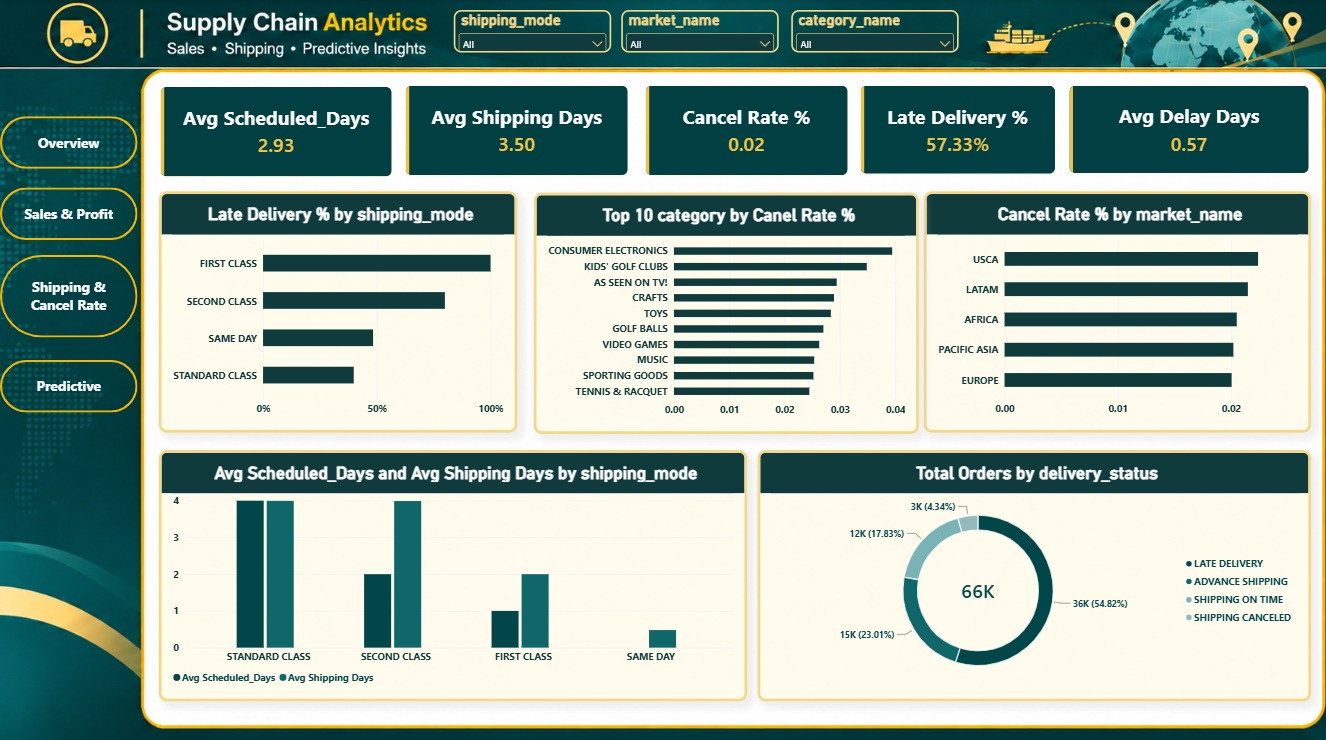 Supply Chain Analytics
Sales • Shipping • Predictive Insights
shipping_mode
All
market_name
All
category_name
All
Overview
Sales & Profit
Shipping &
Cancel Rate
Predictive
Avg Scheduled_Days
2.93
Avg Shipping Days
3.50
Cancel Rate %
0.02
Late Delivery %
57.33%
Avg Delay Days
0.57
Late Delivery % by shipping_mode
FIRST CLASS
SECOND CLASS
SAME DAY
STANDARD CLASS
0% 50% 100%
Top 10 category by Canel Rate %
CONSUMER ELECTRONICS
KIDS' GOLF CLUBS
AS SEEN ON TV!
CRAFTS
TOYS
GOLF BALLS
VIDEO GAMES
MUSIC
SPORTING GOODS
TENNIS & RACQUET
0.00 0.01 0.02 0.03 0.04
Cancel Rate % by market_name
USCA
LATAM
AFRICA
PACIFIC ASIA
EUROPE
0.00 0.01 0.02
Avg Scheduled_Days and Avg Shipping Days by shipping_mode
4
3
2
1
0
STANDARD CLASS SECOND CLASS FIRST CLASS SAME DAY
Avg Scheduled_Days Avg Shipping Days
Total Orders by delivery_status
3K (4.34%)
12K (17.83%)
66K
36K (54.82%)
15K (23.01%)
LATE DELIVERY
ADVANCE SHIPPING
SHIPPING ON TIME
SHIPPING CANCELED